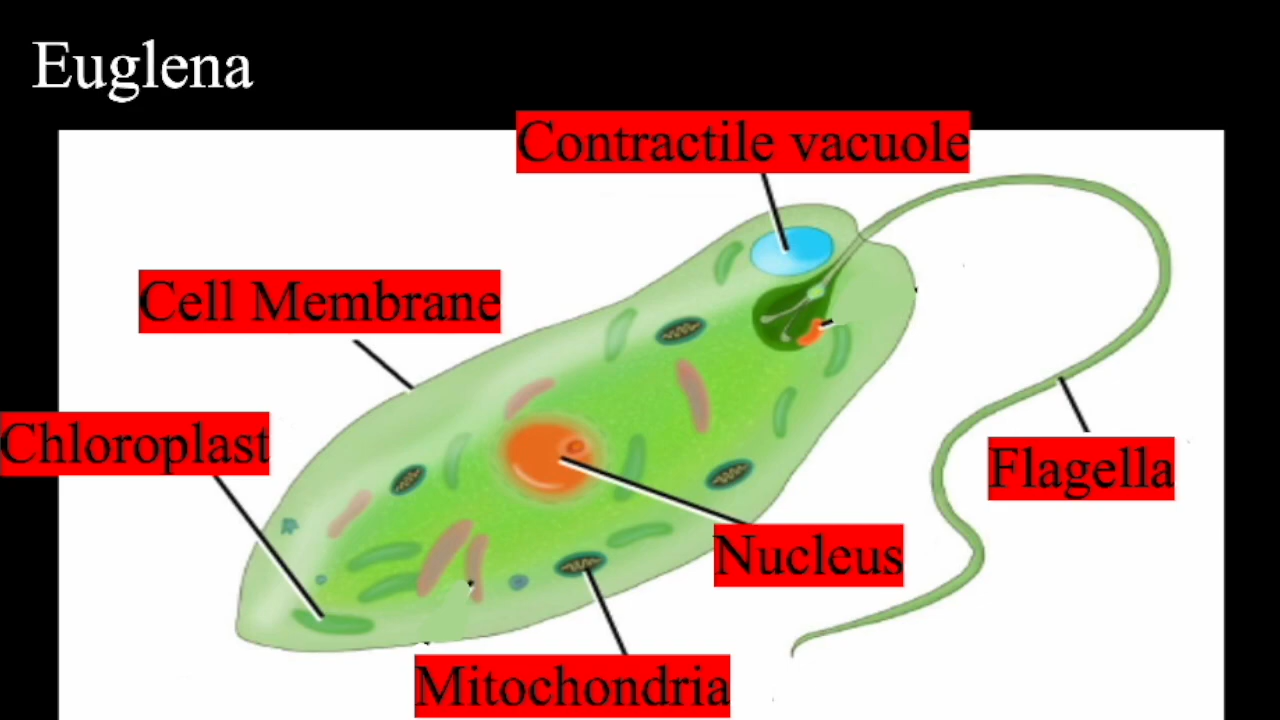 Euglena
Contractile vacuole
Cell Membrane
Chloroplast
Flagella
Nucleus
Mitochondria